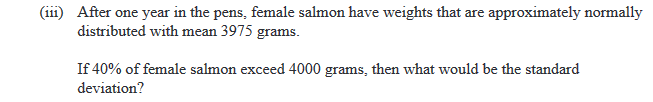 (iii) After one year in the pens, female salmon have weights that are approximately normally
distributed with mean 3975 grams.
If 40% of female salmon exceed 4000 grams, then what would be the standard
deviation?